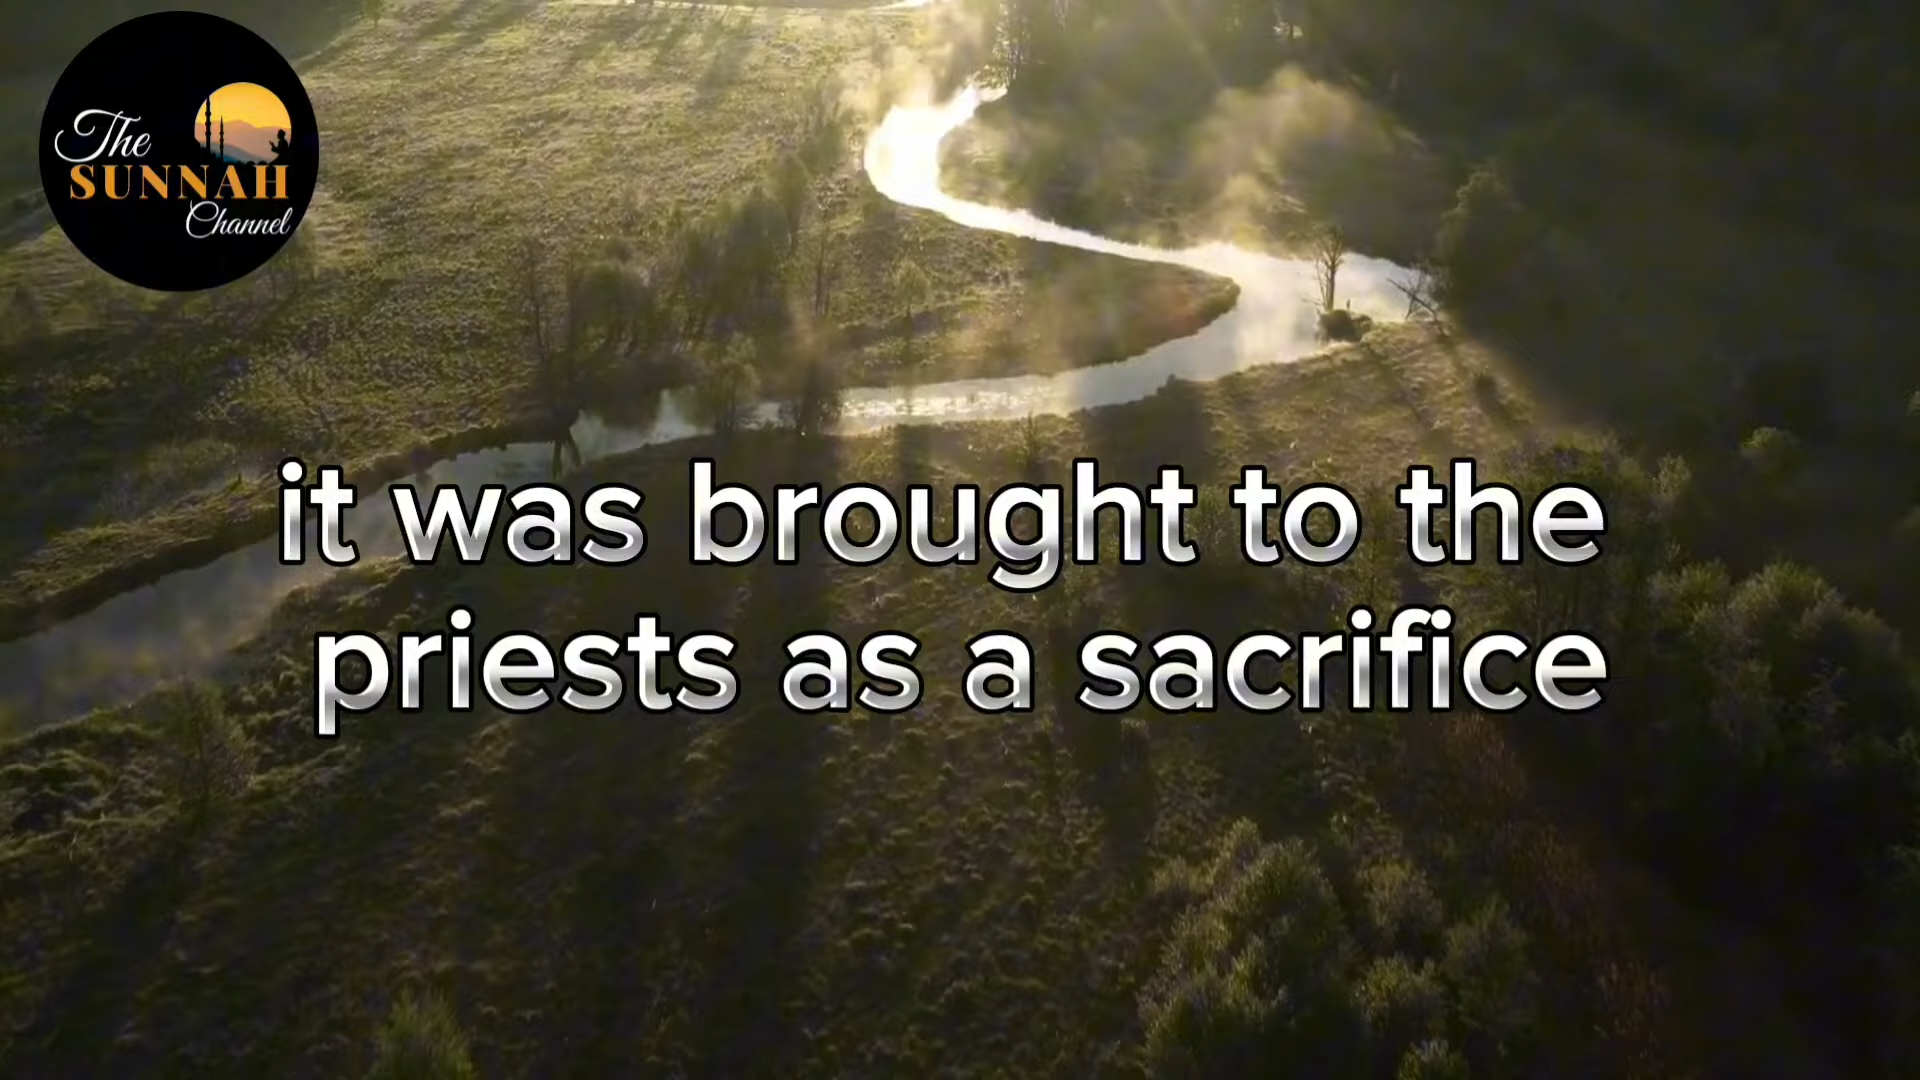 The
SUNNAH
Channel
it was brought to the
priests as a sacrifice